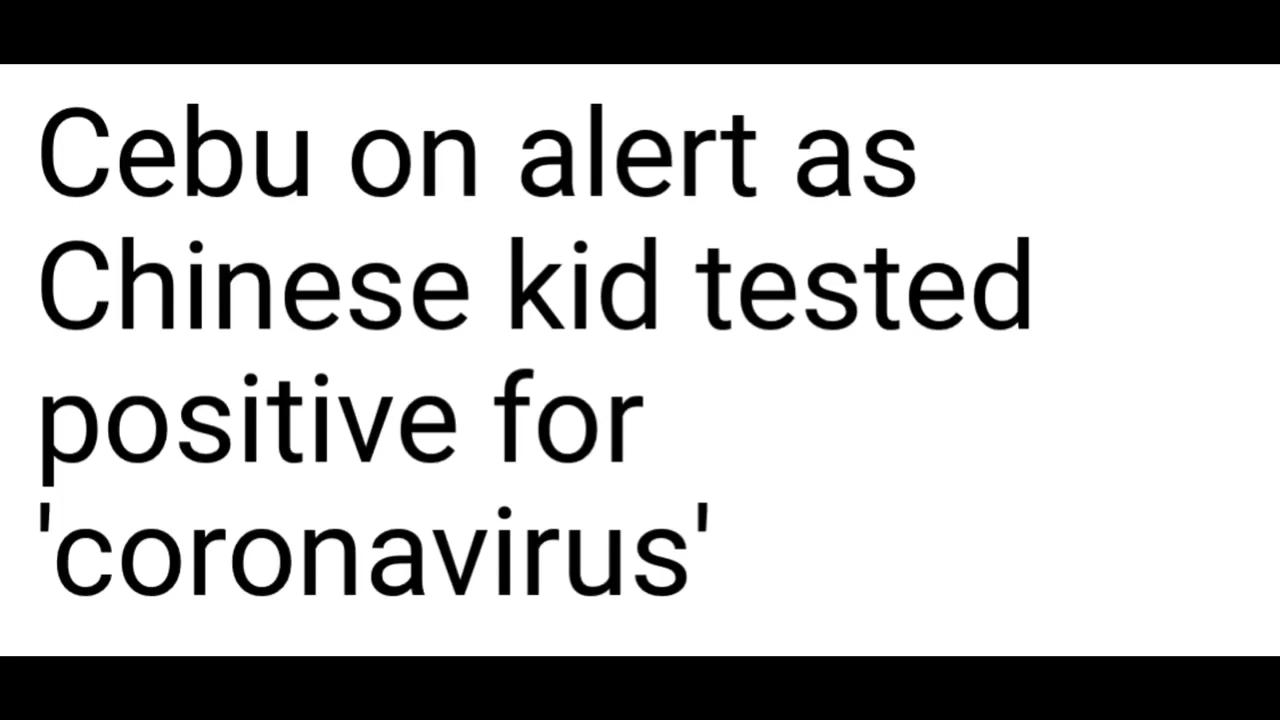 Cebu on alert as
Chinese kid tested
positive for
'coronavirus'